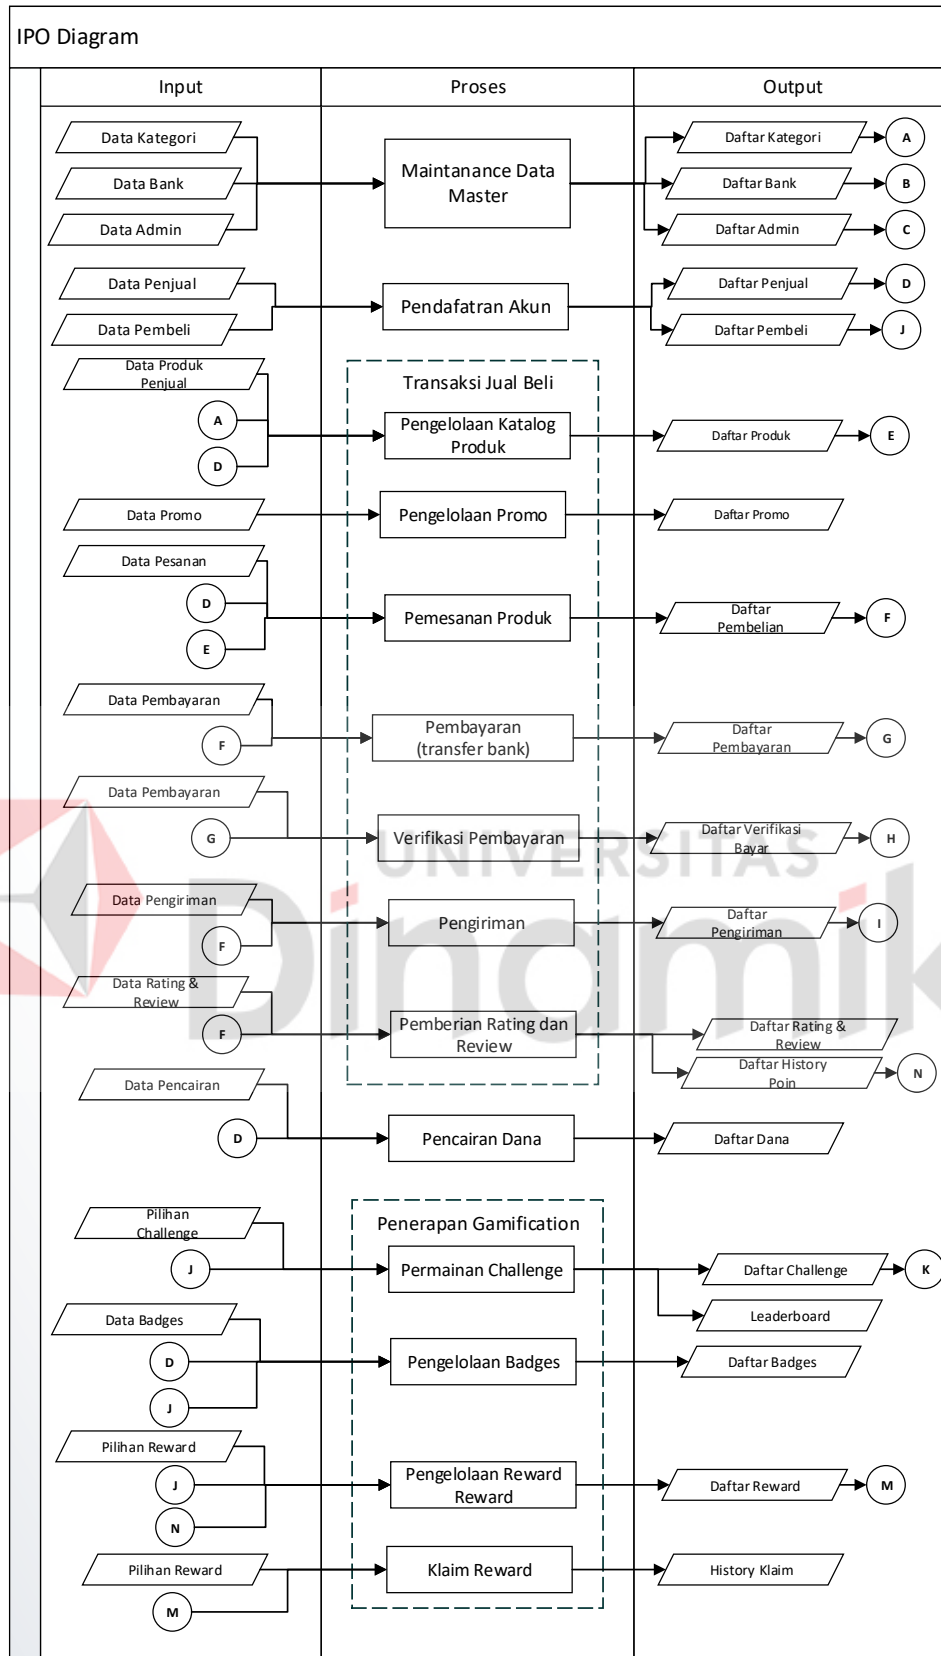 IPO Diagram
Input
Proses
Output
Data Kategori
Data Bank
Data Admin
Maintanance Data
Master
Daftar Kategori
A
Daftar Bank
B
Daftar Admin
C
Data Penjual
Data Pembeli
Pendafatran Akun
Daftar Penjual
D
Daftar Pembeli
J
Data Produk
Penjual
A
D
Transaksi Jual Beli
Pengelolaan Katalog
Produk
Daftar Produk
E
Data Promo
Pengelolaan Promo
Daftar Promo
Data Pesanan
D
E
Pemesanan Produk
Daftar
Pembelian
F
Data Pembayaran
F
Pembayaran
(transfer bank)
Daftar
Pembayaran
G
Data Pembayaran
G
Verifikasi Pembayaran
Daftar Verifikasi
Bayar
H
UNIVERSITAS
Dinamik
Data Pengiriman
F
Pengiriman
Daftar
Pengiriman
I
Data Rating &
Review
F
Pemberian Rating dan
Review
Daftar Rating &
Review
Daftar History
Poin
N
Data Pencairan
D
Pencairan Dana
Daftar Dana
Pilihan
Challenge
J
Penerapan Gamification
Permainan Challenge
Daftar Challenge
K
Leaderboard
Data Badges
D
J
Pengelolaan Badges
Daftar Badges
Pilihan Reward
J
N
Pengelolaan Reward
Reward
Daftar Reward
M
Pilihan Reward
M
Klaim Reward
History Klaim